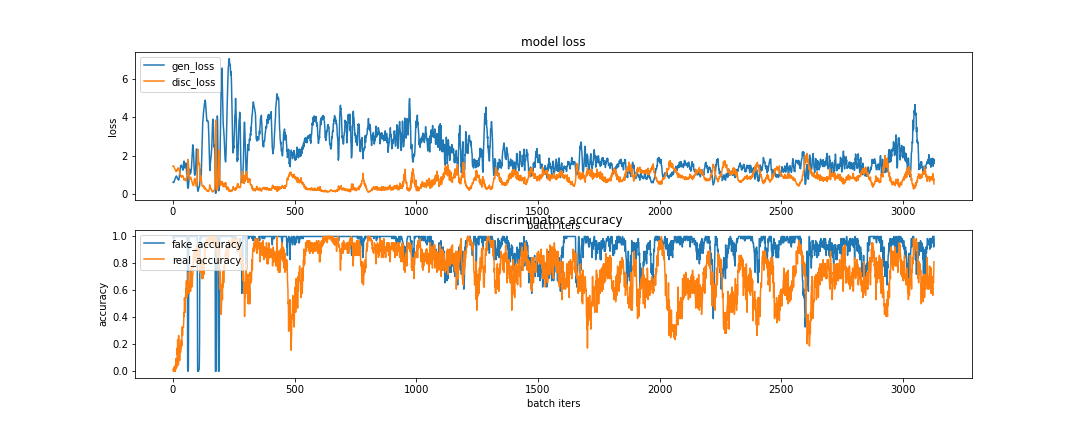 model loss
gen_loss
disc_loss
loss
6
4
2
0
0 500 1000 1500 2000 2500 3000
batch iters
discriminator accuracy
fake_accuracy
real_accuracy
accuracy
1.0
0.8
0.6
0.4
0.2
0.0
0 500 1000 1500 2000 2500 3000
batch iters